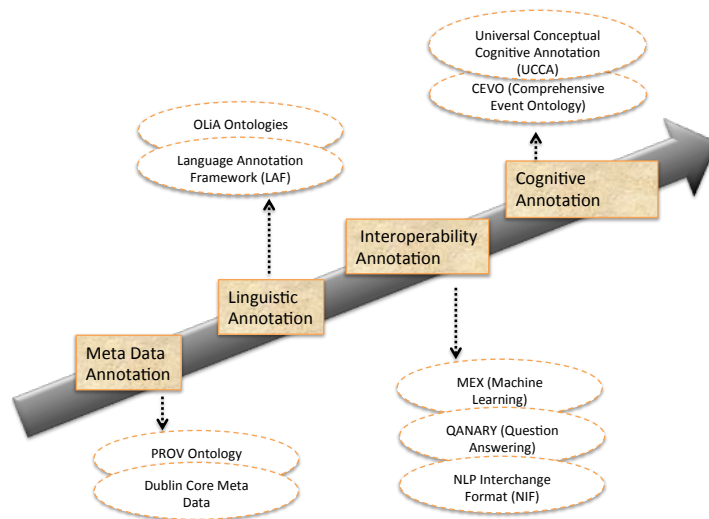 Universal Conceptual
Cognitive Annotation
(UCCA)
CEVO (Comprehensive
Event Ontology)
OLiA Ontologies
Language Annotation
Framework (LAF)
Cognitive
Annotation
Interoperability
Annotation
Linguistic
Annotation
Meta Data
Annotation
MEX (Machine
Learning)
QANARY (Question
Answering)
NLP Interchange
Format (NIF)
PROV Ontology
Dublin Core Meta
Data